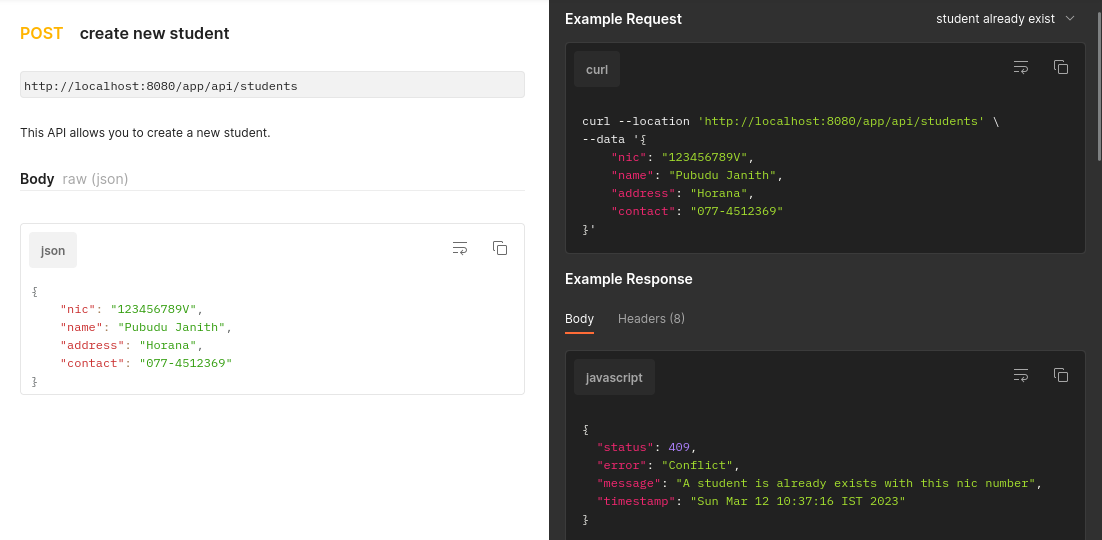 POST create new student
http://localhost:8080/app/api/students
This API allows you to create a new student.
Body raw (json)
json
{
    "nic": "123456789V",
    "name": "Pubudu Janith",
    "address": "Horana",
    "contact": "077-4512369"
}
Example Request
student already exist
curl
curl --location 'http://localhost:8080/app/api/students' \
--data '{
    "nic": "123456789V",
    "name": "Pubudu Janith",
    "address": "Horana",
    "contact": "077-4512369"
}'
Example Response
Body Headers (8)
javascript
{
  "status": 409,
  "error": "Conflict",
  "message": "A student is already exists with this nic number",
  "timestamp": "Sun Mar 12 10:37:16 IST 2023"
}